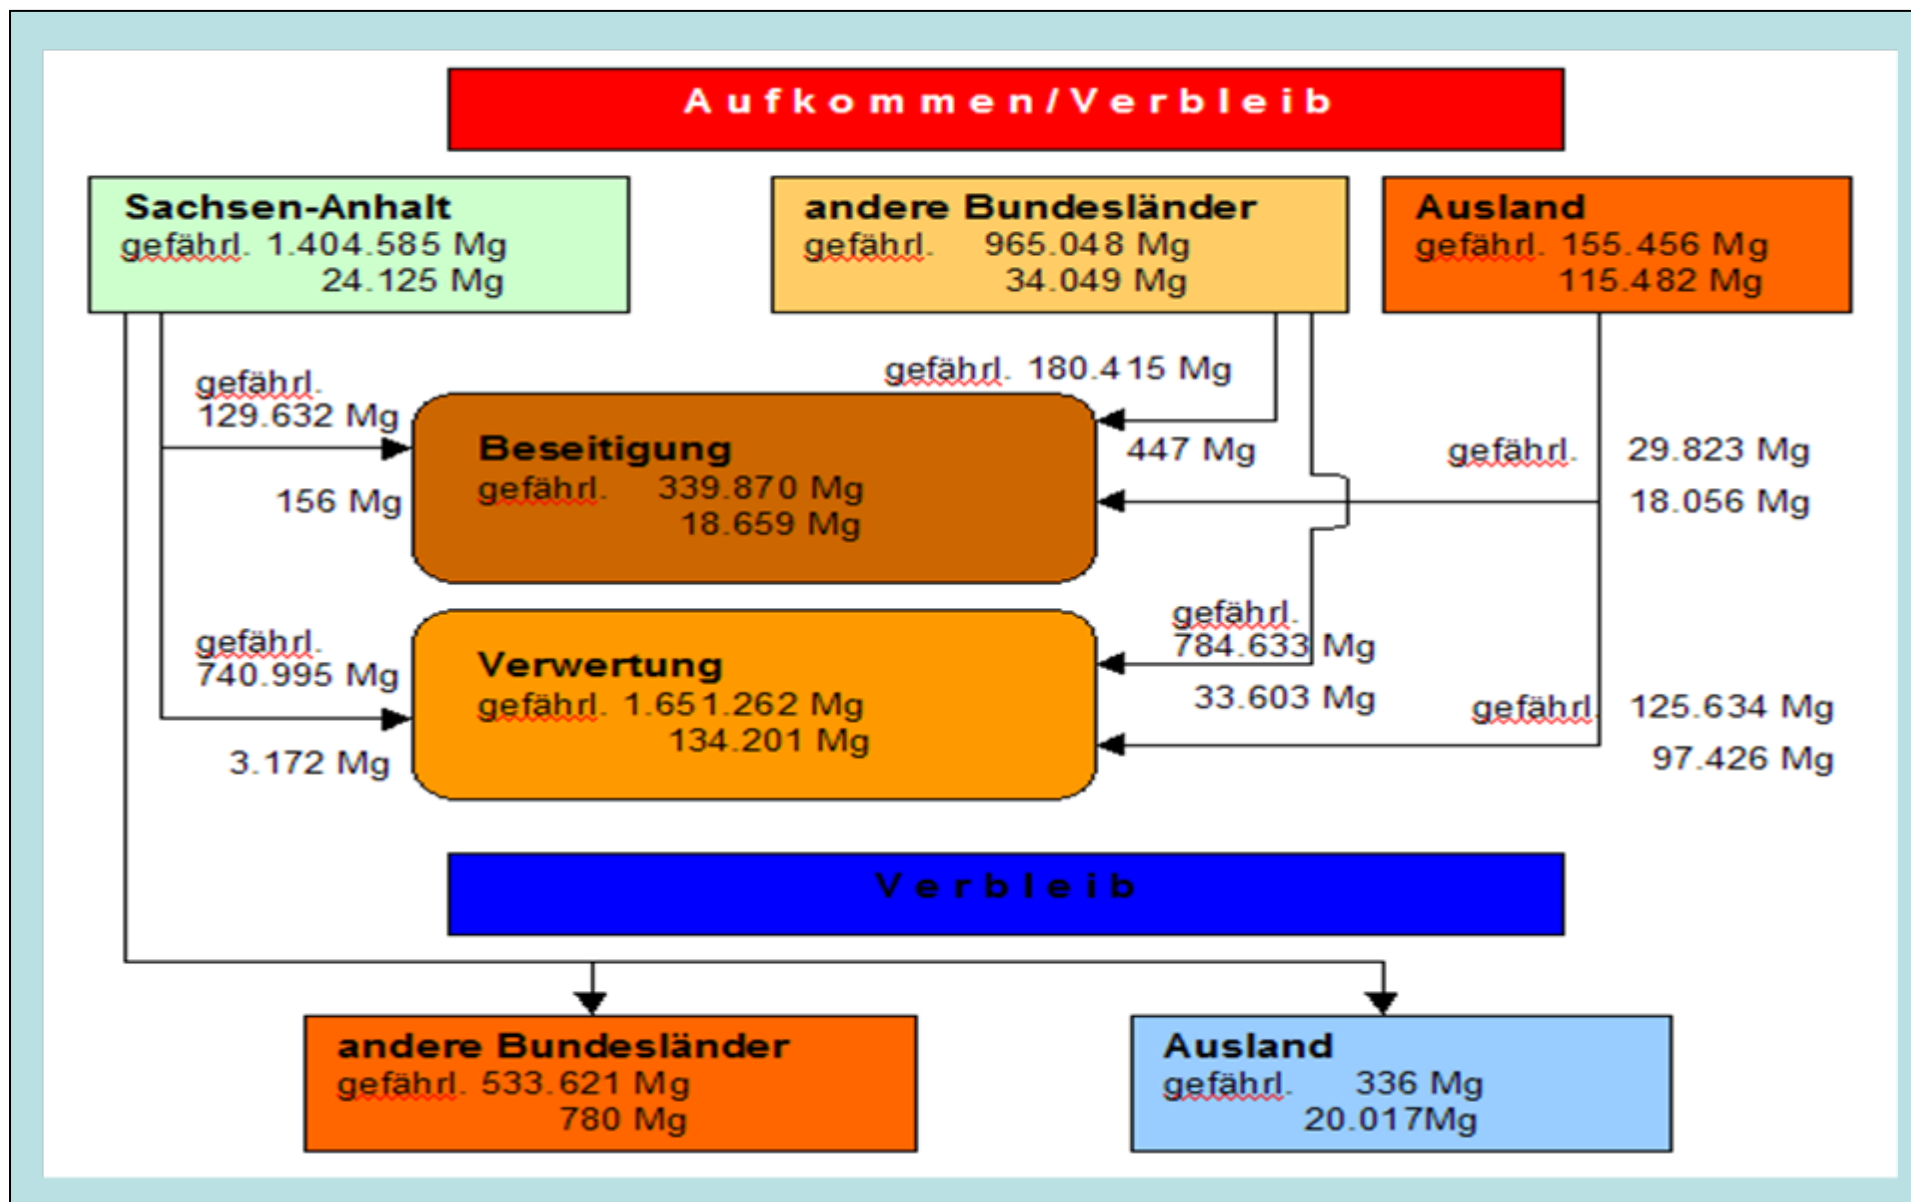 Aufkommen/Verbleib
Sachsen-Anhalt
gefährl. 1.404.585 Mg
24.125 Mg
andere Bundesländer
gefährl. 965.048 Mg
34.049 Mg
Ausland
gefährl. 155.456 Mg
115.482 Mg
gefährl.
129.632 Mg
156 Mg
gefährl. 180.415 Mg
447 Mg
Beseitigung
gefährl. 339.870 Mg
18.659 Mg
gefährl. 29.823 Mg
18.056 Mg
gefährl.
740.995 Mg
3.172 Mg
Verwertung
gefährl. 1.651.262 Mg
134.201 Mg
gefährl.
784.633 Mg
33.603 Mg
gefährl. 125.634 Mg
97.426 Mg
Verbleib
andere Bundesländer
gefährl. 533.621 Mg
780 Mg
Ausland
gefährl. 336 Mg
20.017Mg